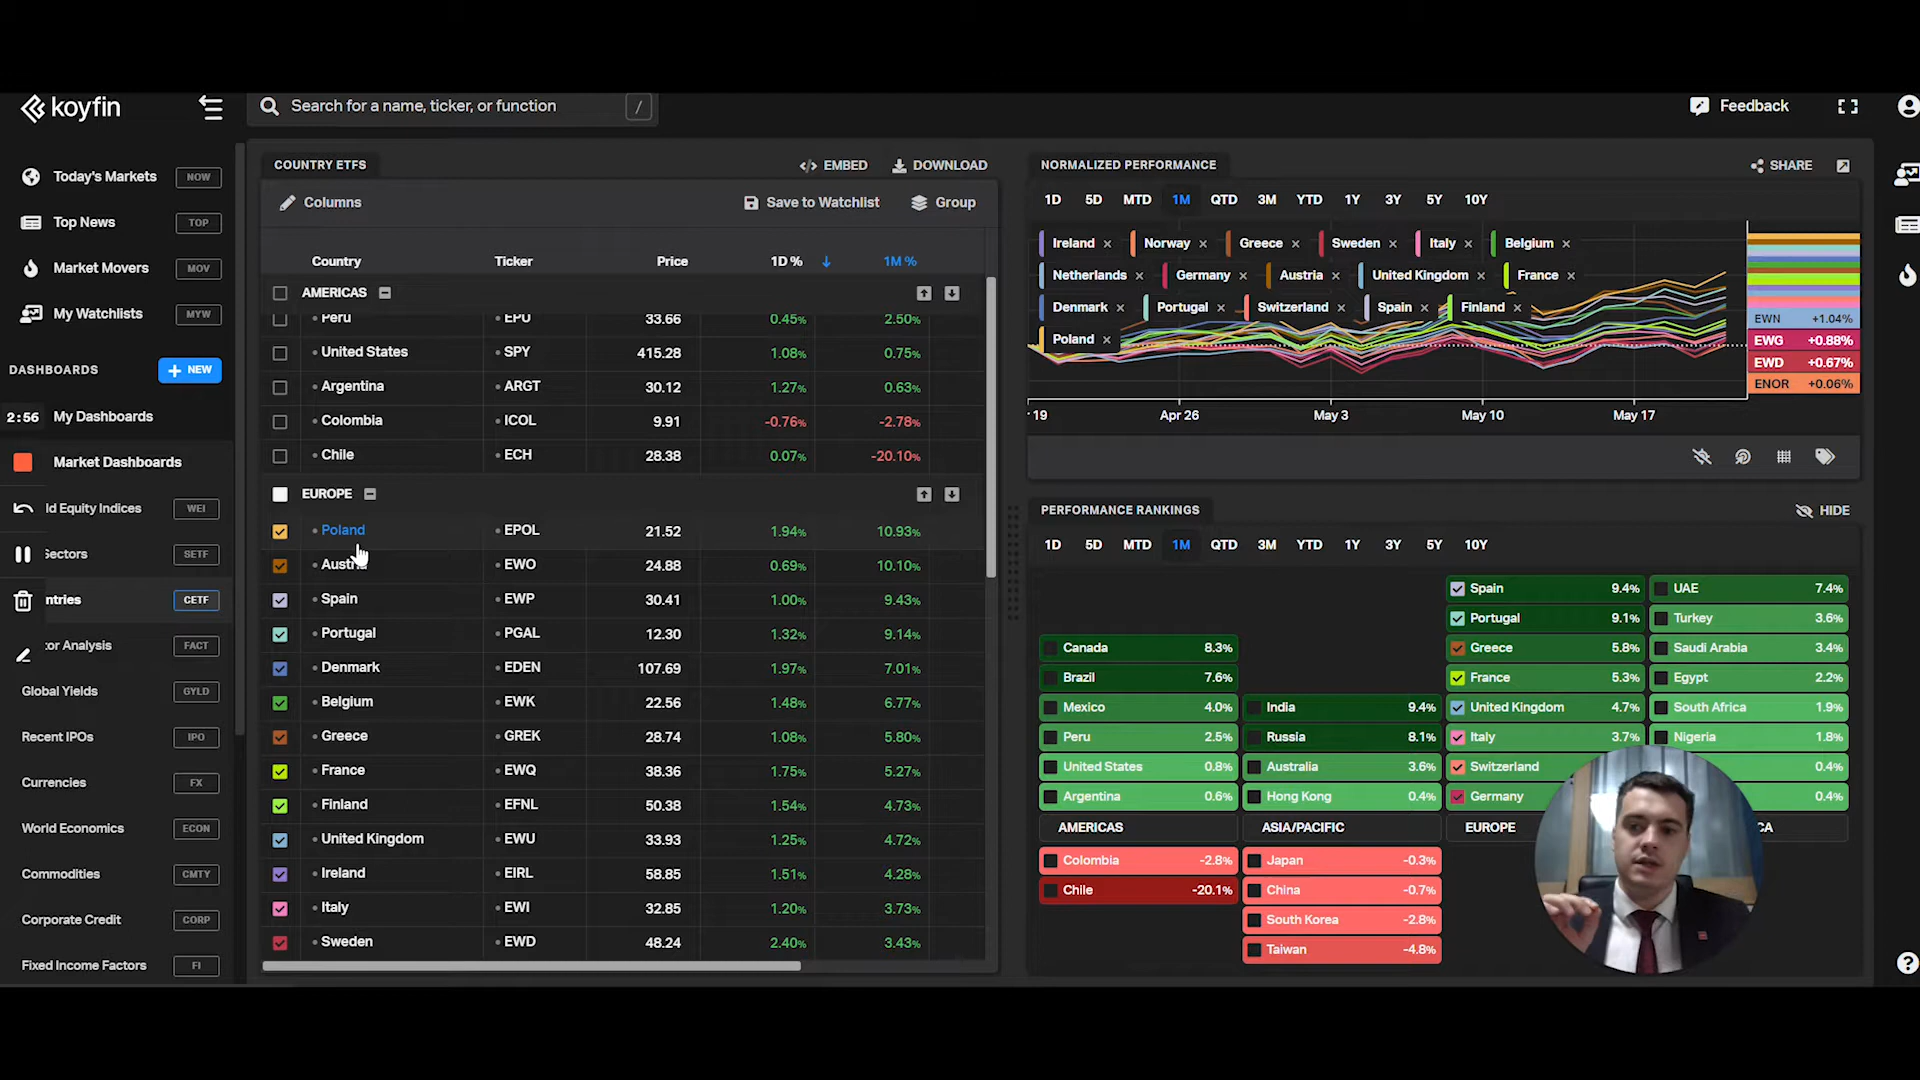 koyfin
Search for a name, ticker, or function
/
Feedback
Today's Markets NOW
Top News TOP
Market Movers MOV
My Watchlists MYW
DASHBOARDS + NEW
2:56 My Dashboards
Market Dashboards
ld Equity Indices WEI
Sectors SETF
ntries CETF
tor Analysis FACT
Global Yields GYLD
Recent IPOs IPO
Currencies FX
World Economics ECON
Commodities CMTY
Corporate Credit CORP
Fixed Income Factors FI
COUNTRY ETFS
EMBED
DOWNLOAD
Columns
Save to Watchlist
Group
Country Ticker Price 1D % 1M %
AMERICAS
Peru EPU 33.66 0.45% 2.50%
United States SPY 415.28 1.08% 0.75%
Argentina ARGT 30.12 1.27% 0.63%
Colombia ICOL 9.91 -0.76% -2.78%
Chile ECH 28.38 0.07% -20.10%
EUROPE
Poland EPOL 21.52 1.94% 10.93%
Austria EWO 24.88 0.69% 10.10%
Spain EWP 30.41 1.00% 9.43%
Portugal PGAL 12.30 1.32% 9.14%
Denmark EDEN 107.69 1.97% 7.01%
Belgium EWK 22.56 1.48% 6.77%
Greece GREK 28.74 1.08% 5.80%
France EWQ 38.36 1.75% 5.27%
Finland EFNL 50.38 1.54% 4.73%
United Kingdom EWU 33.93 1.25% 4.72%
Ireland EIRL 58.85 1.51% 4.28%
Italy EWI 32.85 1.20% 3.73%
Sweden EWD 48.24 2.40% 3.43%
NORMALIZED PERFORMANCE
SHARE
1D 5D MTD 1M QTD 3M YTD 1Y 3Y 5Y 10Y
Ireland × Norway × Greece × Sweden × Italy × Belgium ×
Netherlands × Germany × Austria × United Kingdom × France ×
Denmark × Portugal × Switzerland × Spain × Finland ×
Poland ×
EWN +1.04%
EWG +0.88%
EWD +0.67%
ENOR +0.06%
19 Apr 26 May 3 May 10 May 17
PERFORMANCE RANKINGS
HIDE
1D 5D MTD 1M QTD 3M YTD 1Y 3Y 5Y 10Y
Spain 9.4% UAE 7.4%
Portugal 9.1% Turkey 3.6%
Canada 8.3% Greece 5.8% Saudi Arabia 3.4%
Brazil 7.6% France 5.3% Egypt 2.2%
Mexico 4.0% India 9.4% United Kingdom 4.7% South Africa 1.9%
Peru 2.5% Russia 8.1% Italy 3.7% Nigeria 1.8%
United States 0.8% Australia 3.6% Switzerland 0.4%
Argentina 0.6% Hong Kong 0.4% Germany 0.4%
AMERICAS ASIA/PACIFIC EUROPE CA
Colombia -2.8% Japan -0.3%
Chile -20.1% China -0.7%
South Korea -2.8%
Taiwan -4.8%
?